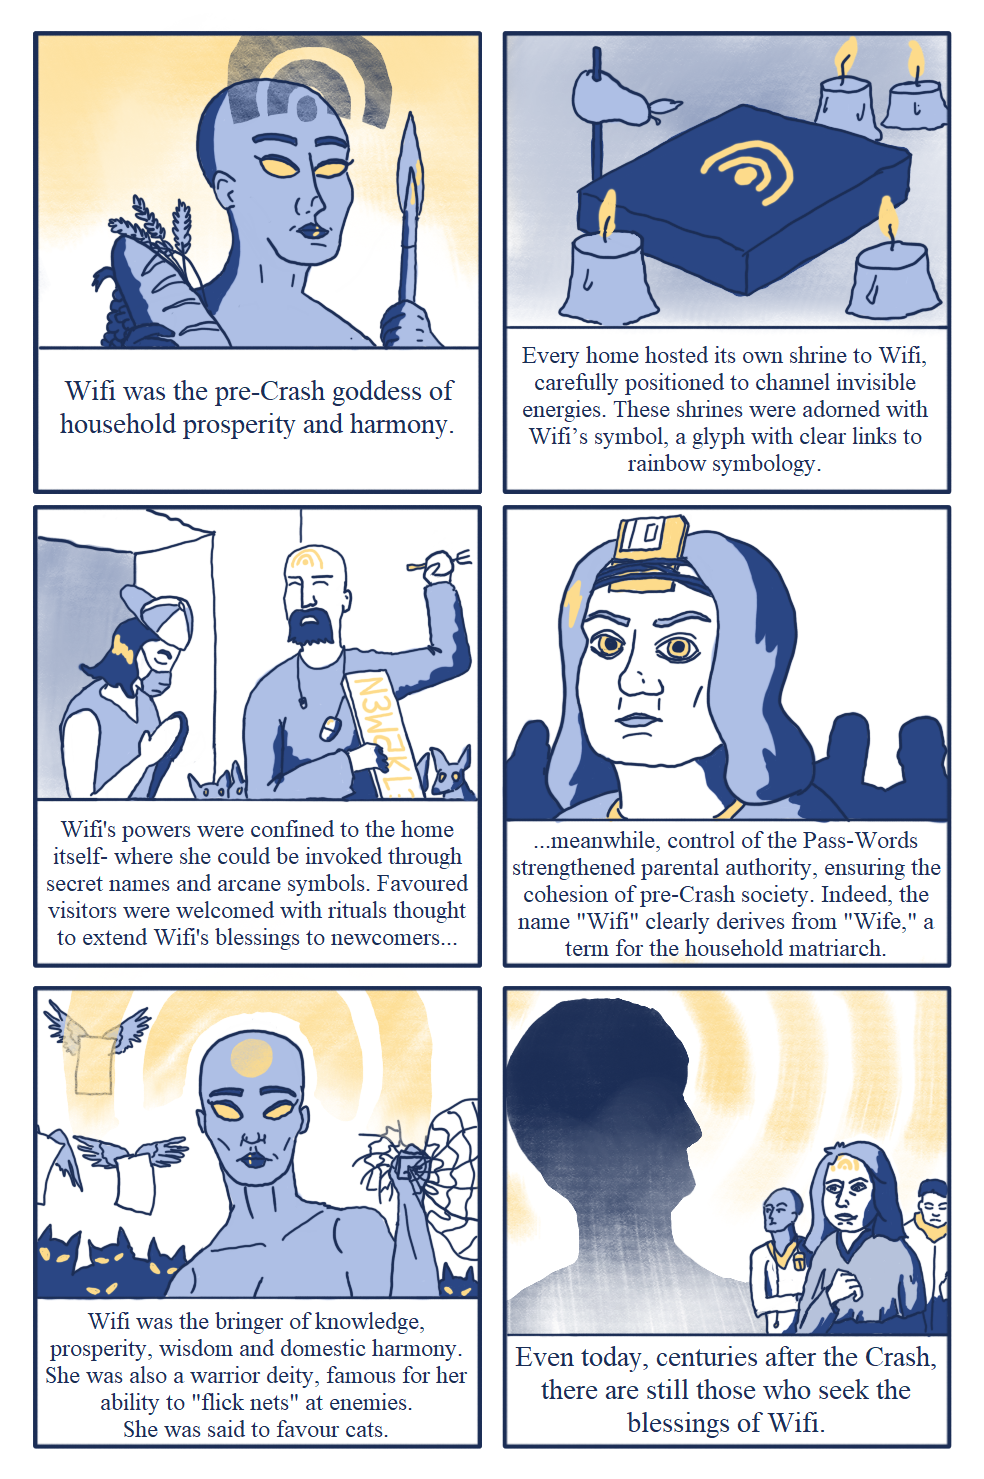 Wifi was the pre-Crash goddess of
household prosperity and harmony.
Every home hosted its own shrine to Wifi,
carefully positioned to channel invisible
energies. These shrines were adorned with
Wifi’s symbol, a glyph with clear links to
rainbow symbology.
Wifi's powers were confined to the home
itself- where she could be invoked through
secret names and arcane symbols. Favoured
visitors were welcomed with rituals thought
to extend Wifi's blessings to newcomers...
...meanwhile, control of the Pass-Words
strengthened parental authority, ensuring the
cohesion of pre-Crash society. Indeed, the
name "Wifi" clearly derives from "Wife," a
term for the household matriarch.
Wifi was the bringer of knowledge,
prosperity, wisdom and domestic harmony.
She was also a warrior deity, famous for her
ability to "flick nets" at enemies.
She was said to favour cats.
Even today, centuries after the Crash,
there are still those who seek the
blessings of Wifi.